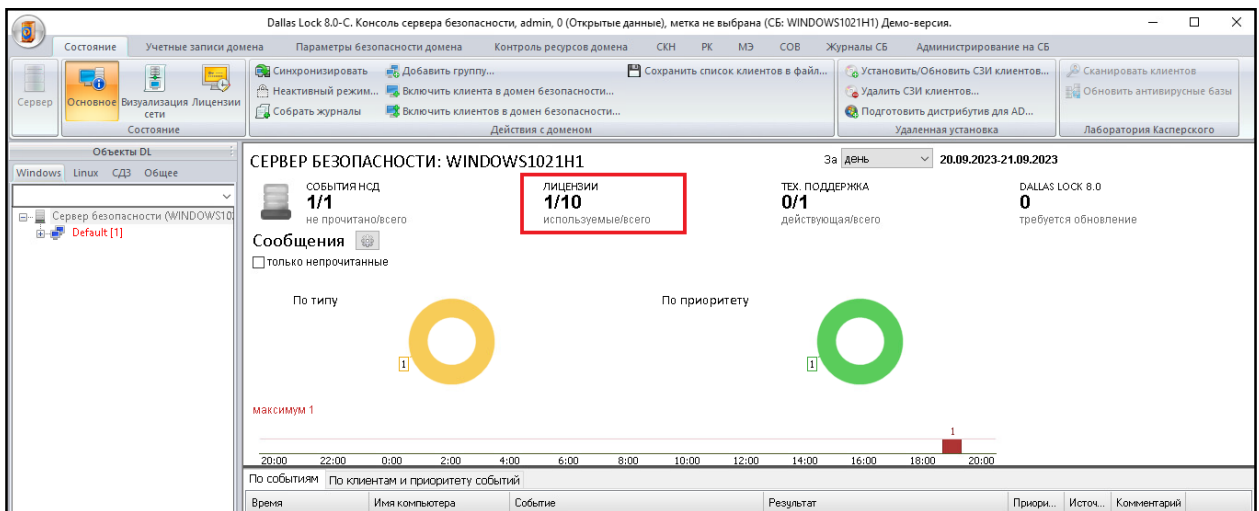 Dallas Lock 8.0-C. Консоль сервера безопасности, admin, 0 (Открытые данные), метка не выбрана (СБ: WINDOWS1021H1) Демо-версия.
Состояние Учетные записи домена Параметры безопасности домена Контроль ресурсов домена СКН РК МЭ СОВ Журналы СБ Администрирование на СБ
Синхронизировать Добавить группу... Сохранить список клиентов в файл... Установить/Обновить СЗИ клиентов... Сканировать клиентов
Сервер Основное Визуализация сети Лицензии Неактивный режим... Включить клиента в домен безопасности... Удалить СЗИ клиентов... Обновить антивирусные базы
Собрать журналы Включить клиентов в домен безопасности... Подготовить дистрибутив для AD...
Состояние Действия с доменом Удаленная установка Лаборатория Касперского
Объекты DL
Windows Linux СДЗ Общее
Сервер безопасности (WINDOWS10
Default [1]
СЕРВЕР БЕЗОПАСНОСТИ: WINDOWS1021H1 За день 20.09.2023-21.09.2023
СОБЫТИЯ НСД ЛИЦЕНЗИИ ТЕХ. ПОДДЕРЖКА DALLAS LOCK 8.0
1/1 1/10 0/1 0
не прочитано/всего используемые/всего действующая/всего требуется обновление
Сообщения
только непрочитанные
По типу По приоритету
1 1
максимум 1
1
20:00 22:00 0:00 2:00 4:00 6:00 8:00 10:00 12:00 14:00 16:00 18:00 20:00
По событиям По клиентам и приоритету событий
Время Имя компьютера Событие Результат Приори... Источ... Комментарий